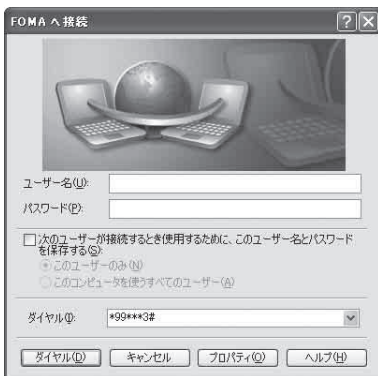 FOMA へ接続
ユーザー名(U):
パスワード(P):
次のユーザーが接続するとき使用するために、このユーザー名とパスワード
を保存する(S):
このユーザーのみ(N)
このコンピュータを使うすべてのユーザー(A)
ダイヤル(I):
*99***3#
ダイヤル(D) キャンセル プロパティ(O) ヘルプ(H)